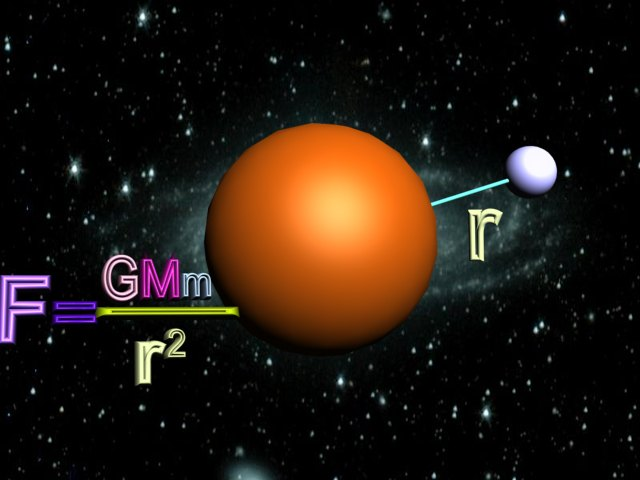 F = GMm
r²
r